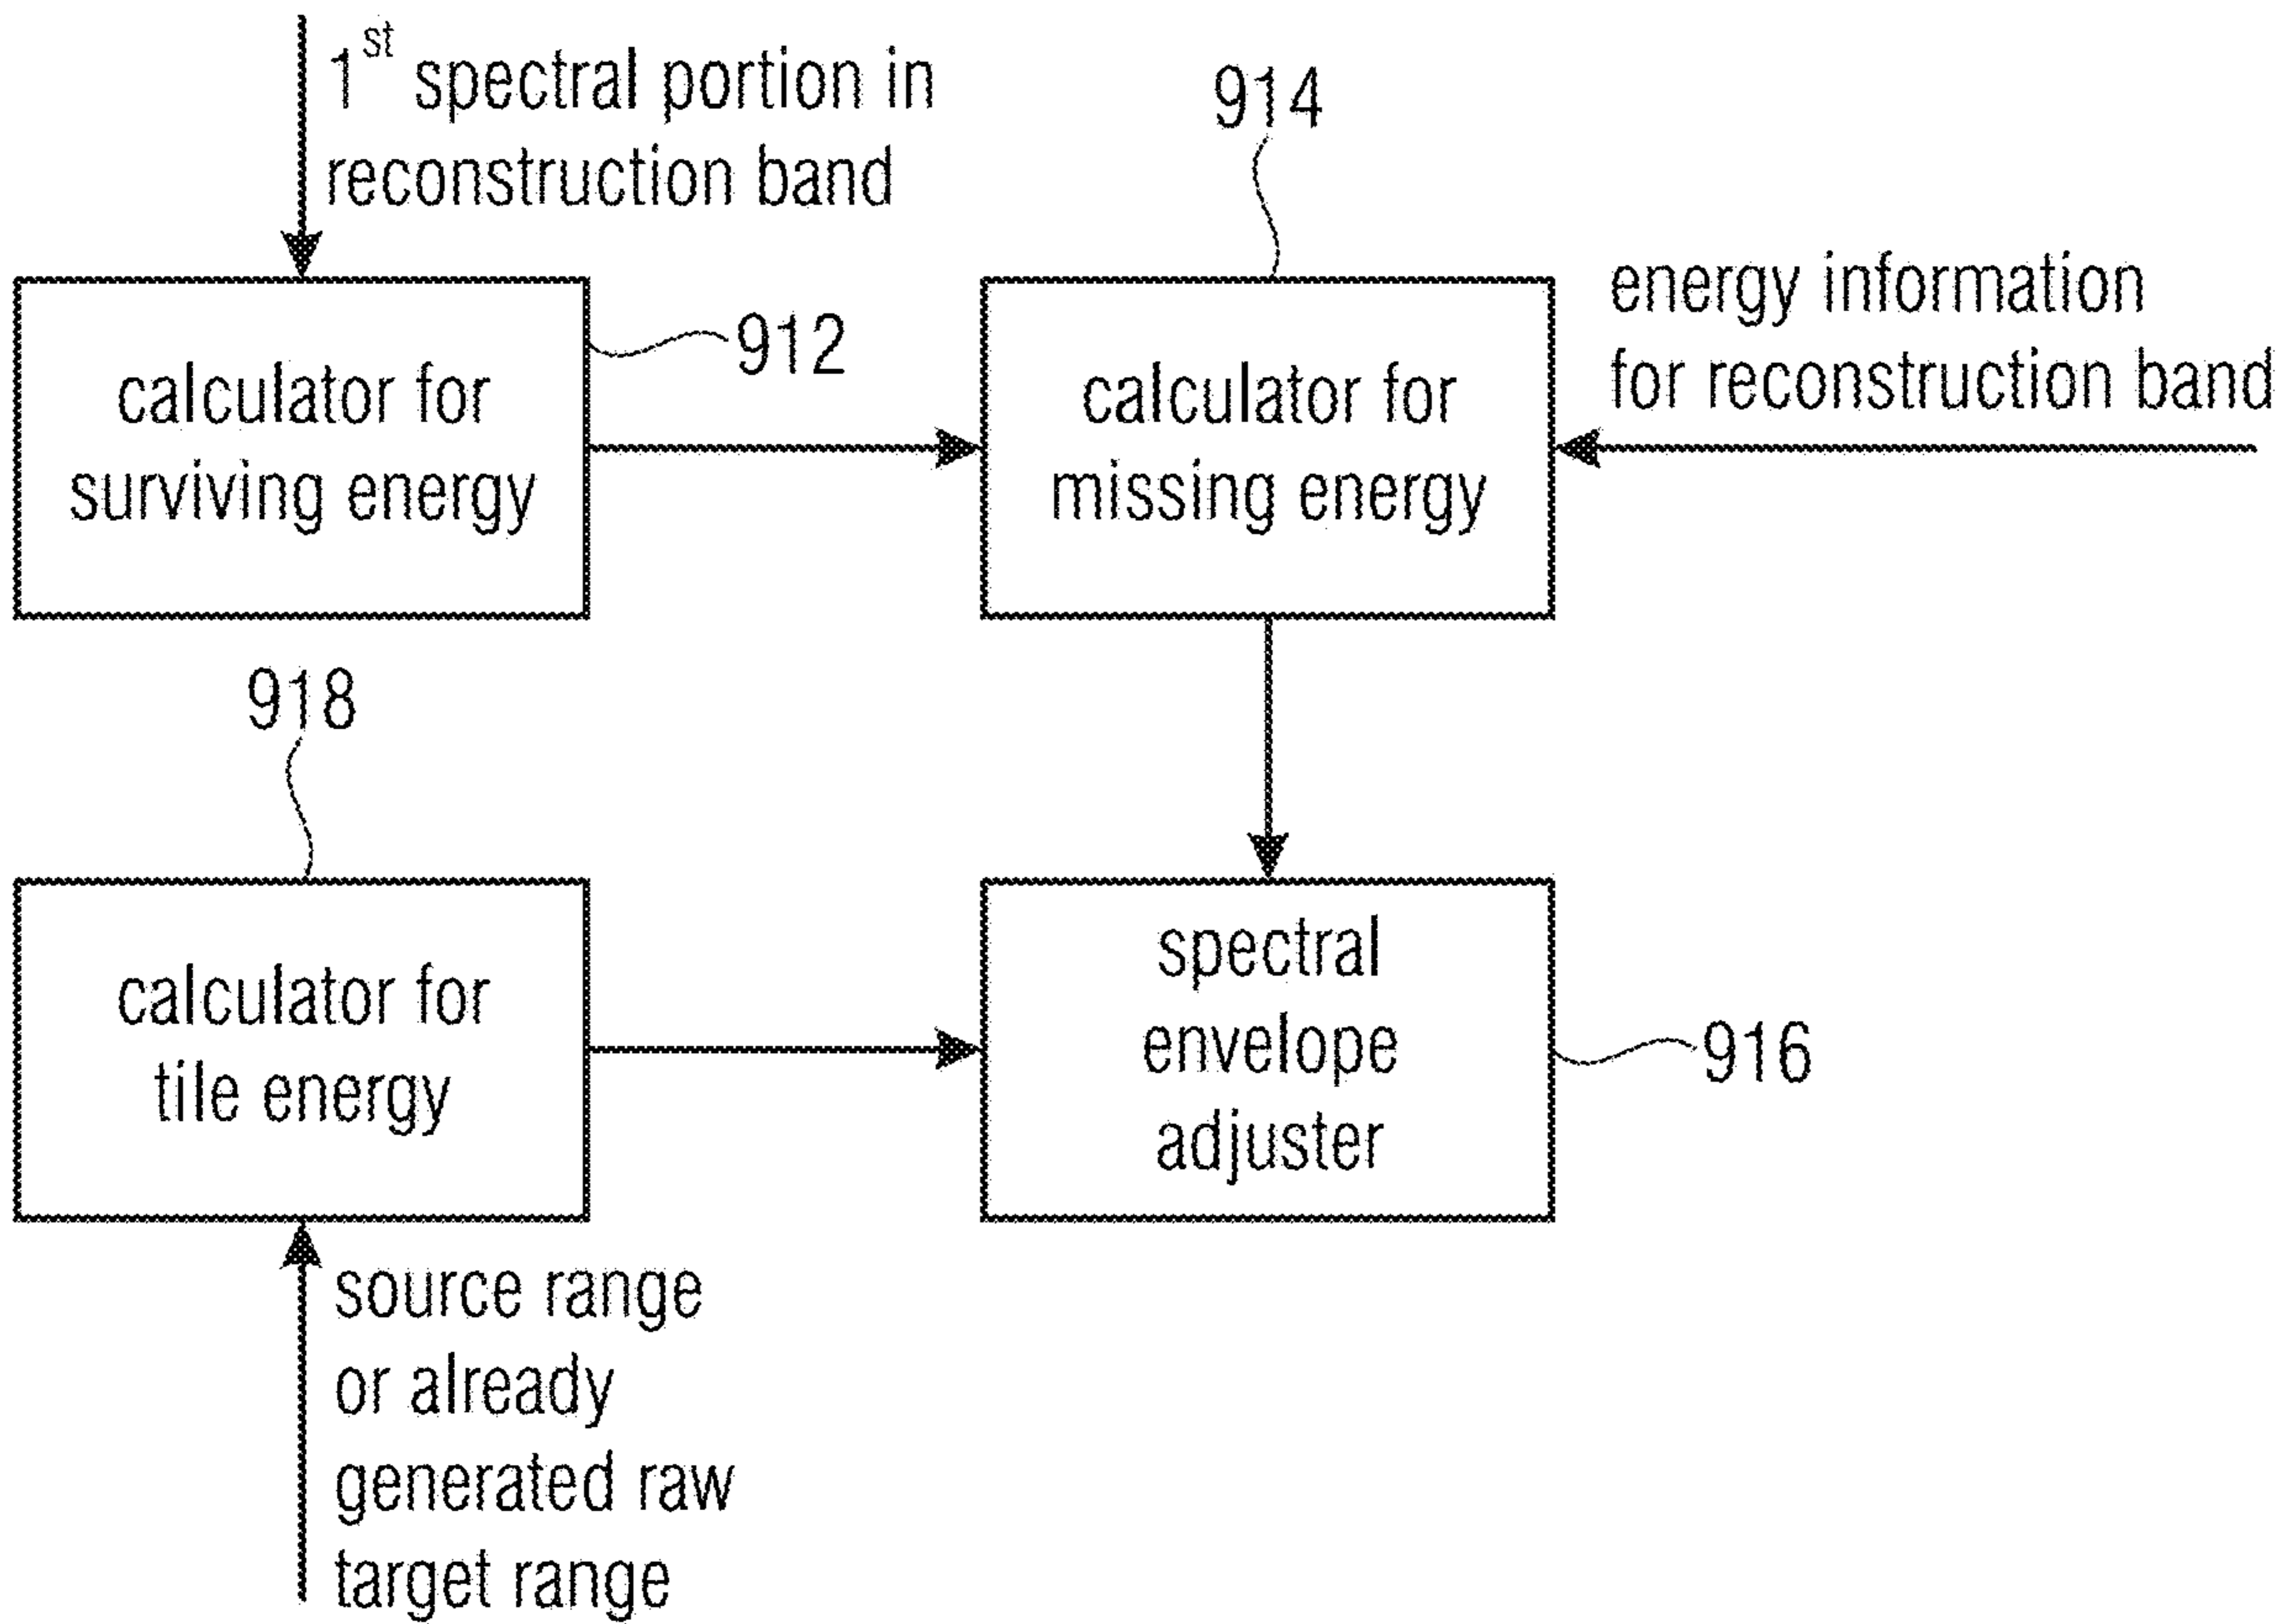 1st spectral portion in
reconstruction band
914
energy information
for reconstruction band
912
calculator for
surviving energy
calculator for
missing energy
918
calculator for
tile energy
spectral
envelope
adjuster
916
source range
or already
generated raw
target range